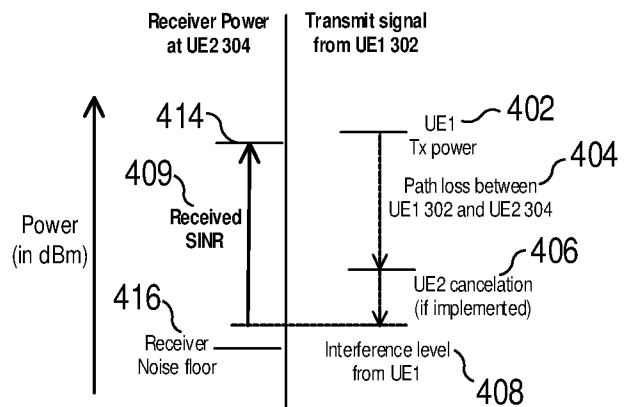 Receiver Power
at UE2 304
Transmit signal
from UE1 302
414
402
UE1
Tx power
409
404
Path loss between
UE1 302 and UE2 304
Received
SINR
Power
(in dBm)
406
UE2 cancelation
(if implemented)
416
Receiver
Noise floor
Interference level
from UE1
408